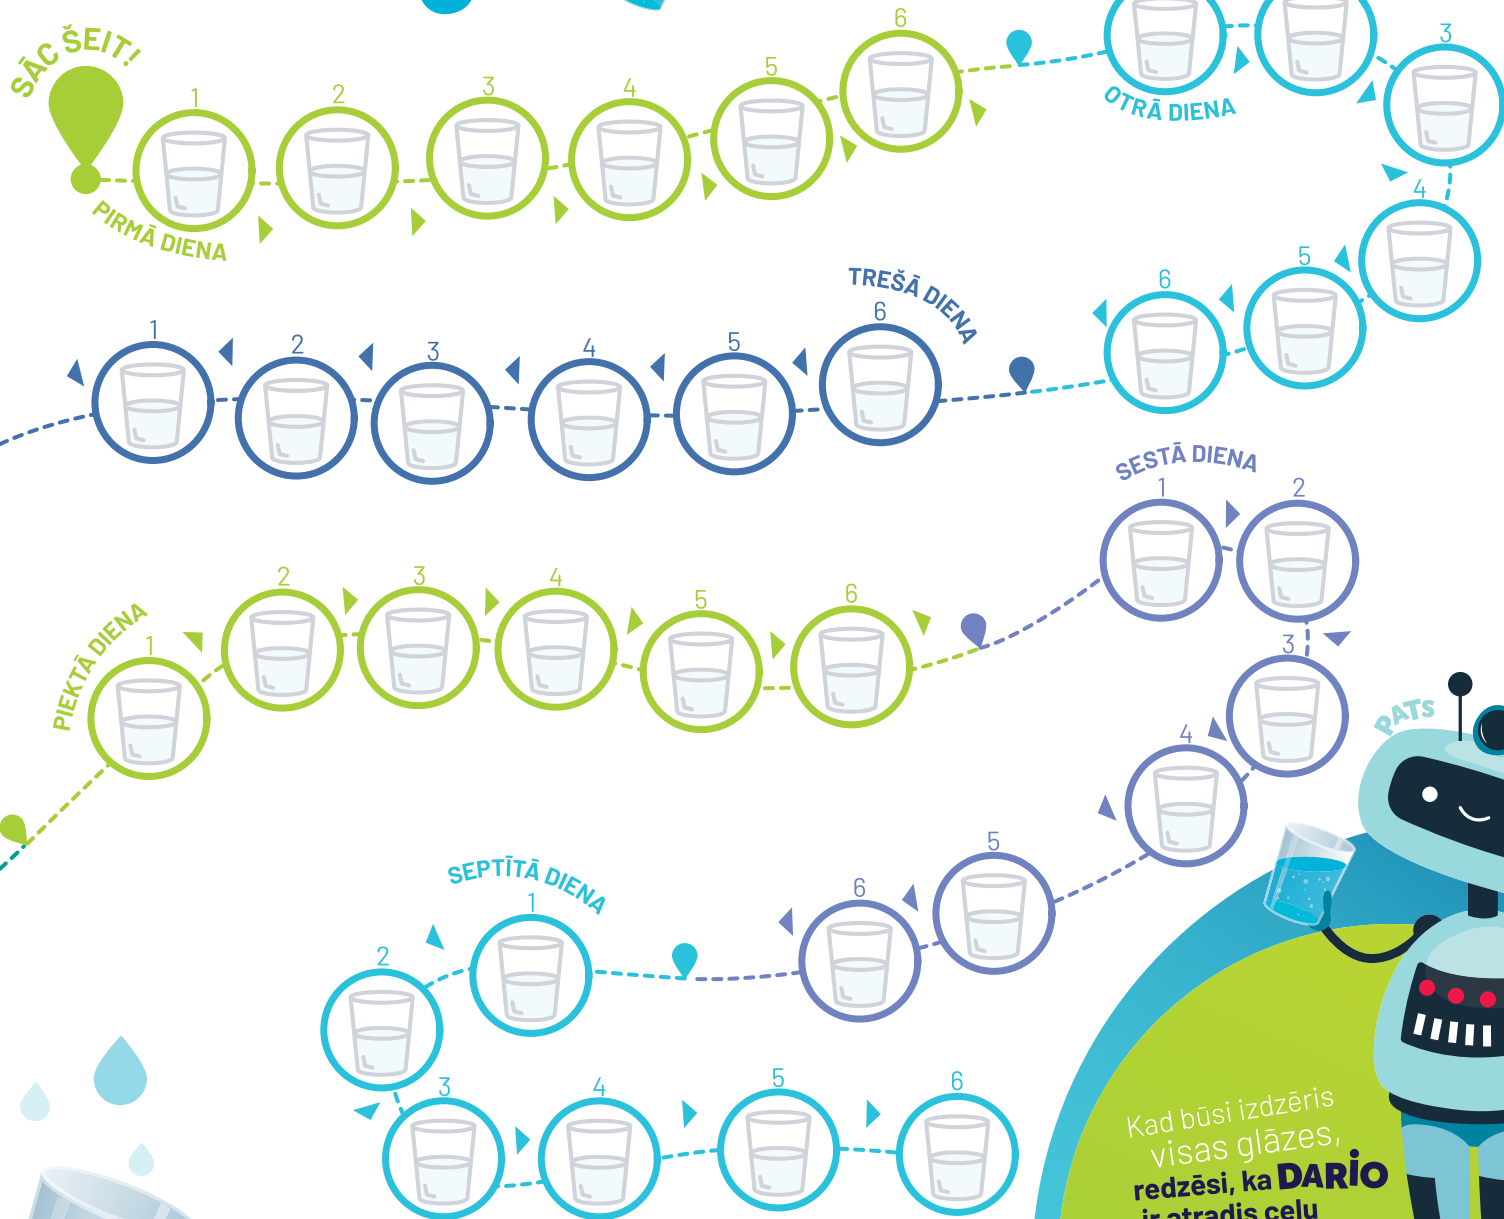 SĀC ŠEIT!
PIRMĀ DIENA
1 2 3 4 5 6
OTRĀ DIENA
3
4
5
6
TREŠĀ DIENA
1 2 3 4 5 6
SESTĀ DIENA
1 2
3
4
5
6
PIEKTĀ DIENA
1 2 3 4 5 6
SEPTĪTĀ DIENA
1
2
3 4 5 6
PATS
Kad būsi izdzēris
visas glāzes,
redzēsi, ka DARIO
ir atradis ceļu